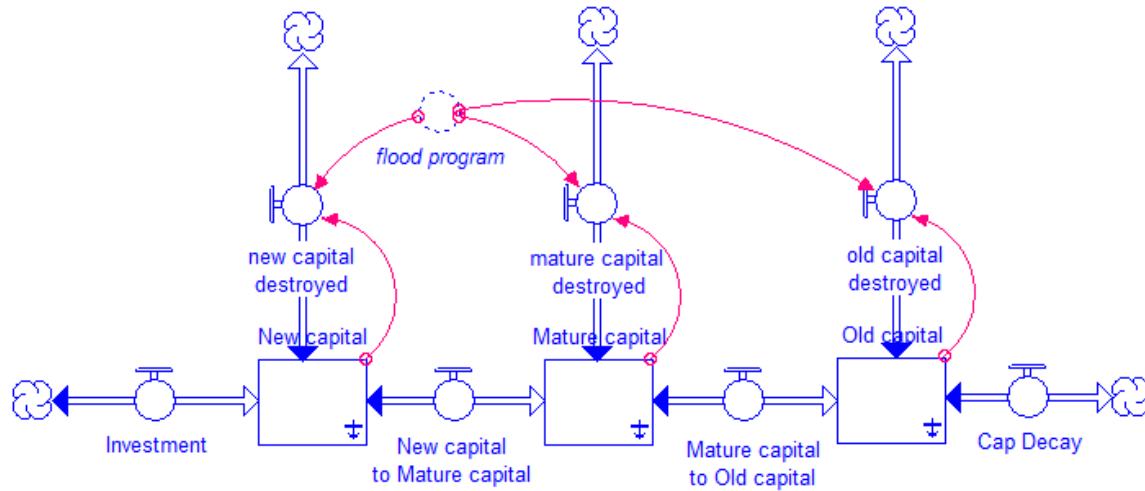 flood program
new capital
destroyed
mature capital
destroyed
old capital
destroyed
New capital
Mature capital
Old capital
Investment
New capital
to Mature capital
Mature capital
to Old capital
Cap Decay